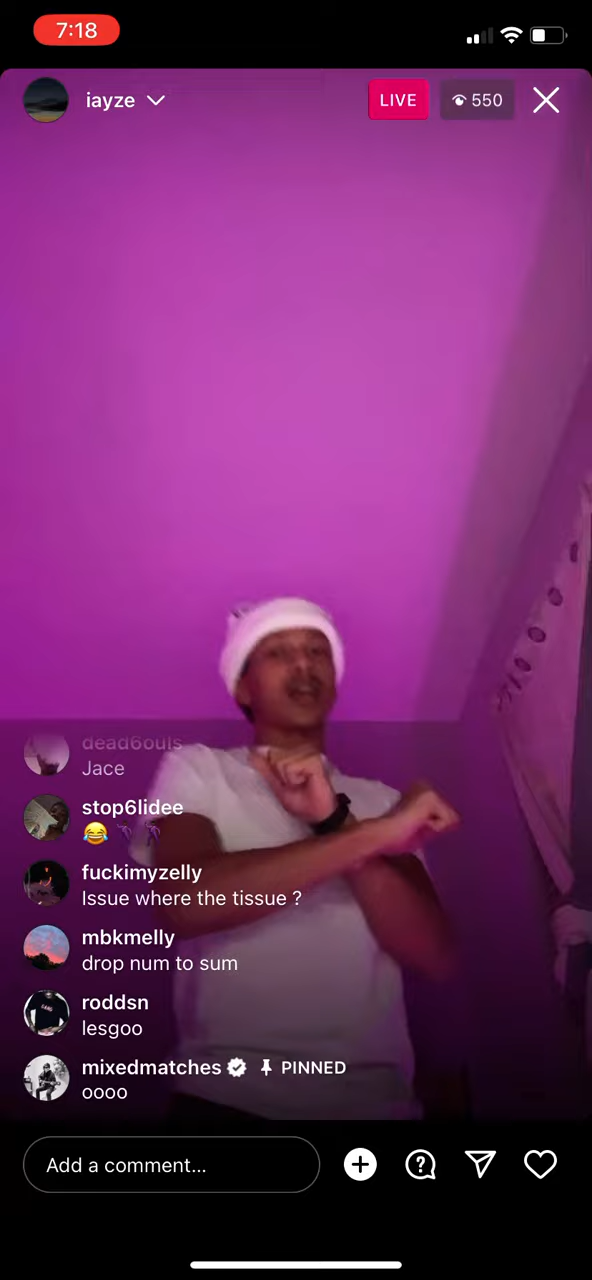 7:18
iayze
LIVE
550
dead6ouls
Jace
stop6lidee
😂🕺🕺
fuckimyzelly
Issue where the tissue ?
mbkmelly
drop num to sum
roddsn
lesgoo
mixedmatches PINNED
oooo
Add a comment...